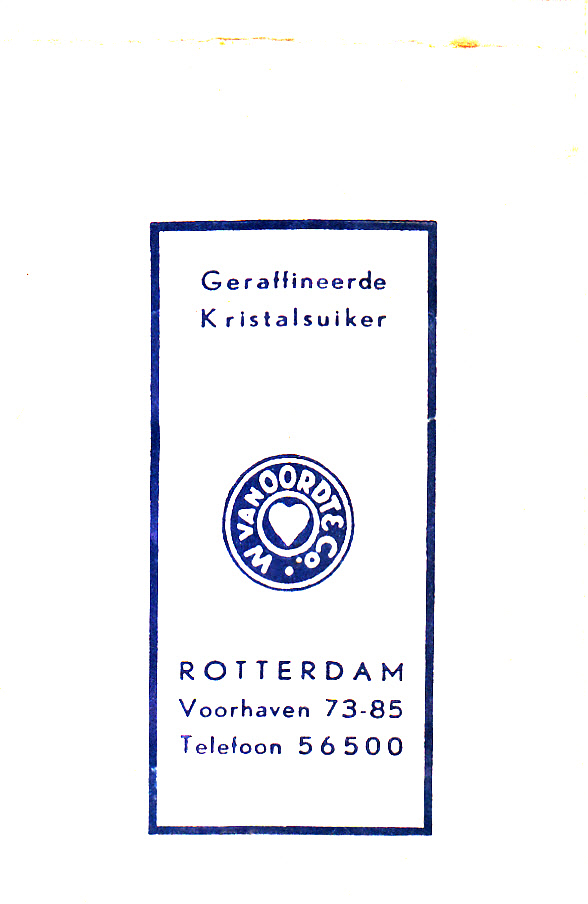 Geraffineerde
Kristalsuiker
W VAN OORDT & Co.
ROTTERDAM
Voorhaven 73-85
Telefoon 56500